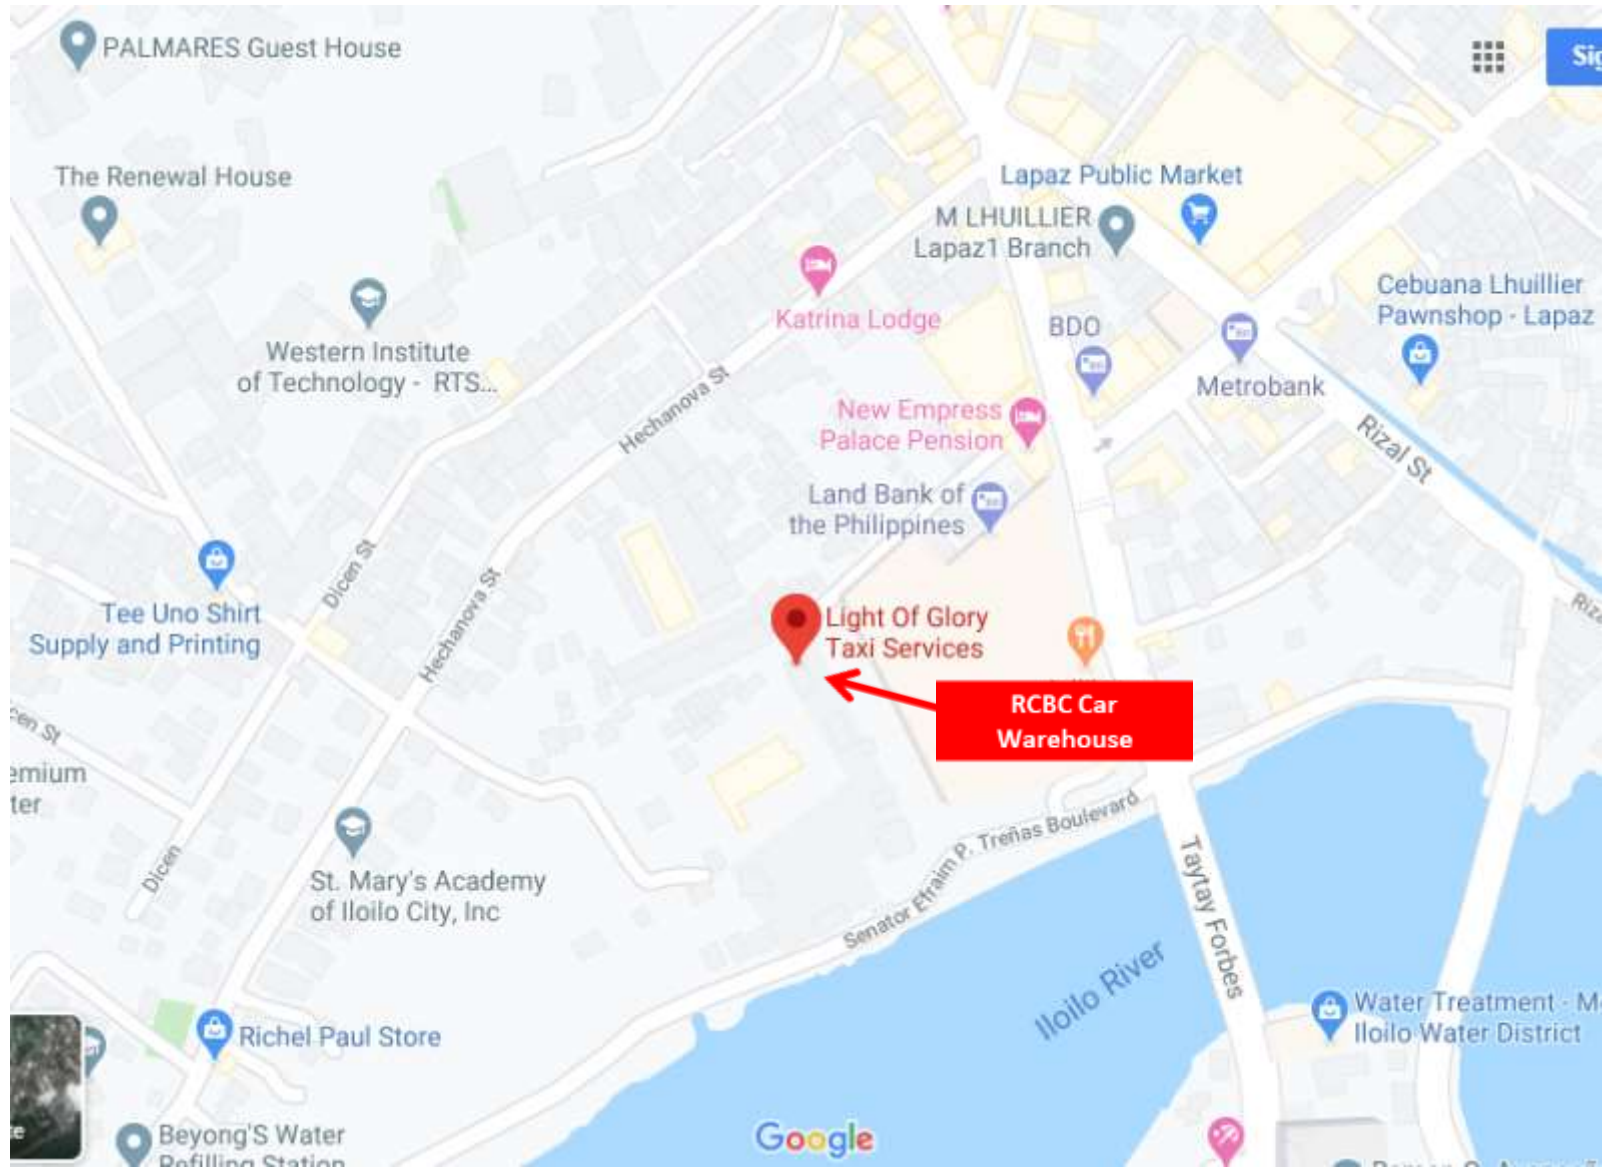 PALMARES Guest House
The Renewal House
Lapaz Public Market
M LHUILLIER
Lapaz1 Branch
Cebuana Lhuillier
Pawnshop - Lapaz
Katrina Lodge
BDO
Western Institute
of Technology - RTS...
Metrobank
Hechanova St
New Empress
Palace Pension
Rizal St
Land Bank of
the Philippines
Dicen St
Hechanova St
Tee Uno Shirt
Supply and Printing
Light Of Glory
Taxi Services
RCBC Car
Warehouse
St
Dicen
St. Mary's Academy
of Iloilo City, Inc
Senator Efraim P. Treñas Boulevard
Taytay Forbes
Iloilo River
Water Treatment -
Iloilo Water District
Richel Paul Store
Google
Beyong'S Water
Refilling Station